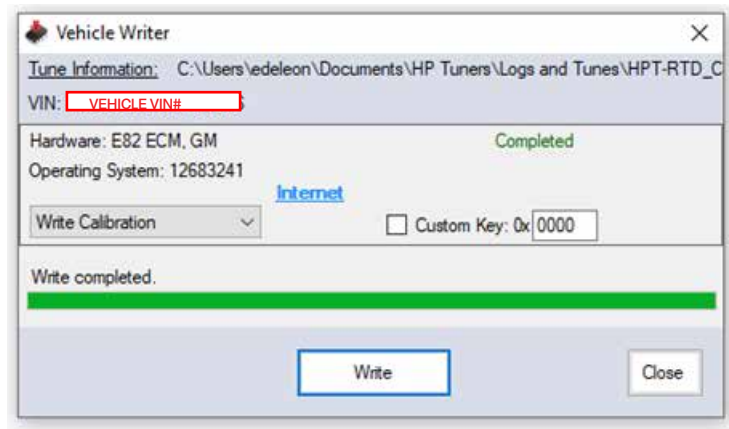 Vehicle Writer
Tune Information: C:\Users\edeleon\Documents\HP Tuners\Logs and Tunes\HPT-RTD_C
VIN: VEHICLE VIN#
Hardware: E82 ECM, GM Completed
Operating System: 12683241
Internet
Write Calibration Custom Key: 0x 0000
Write completed.
Write Close